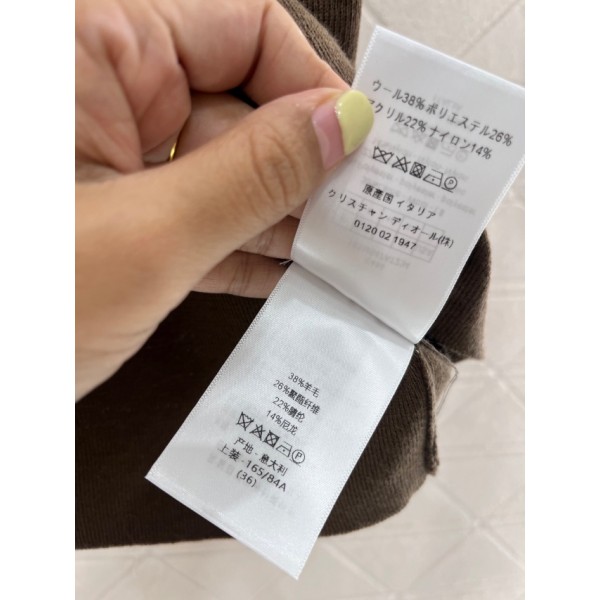 ウール38% ポリエステル26%
アクリル22% ナイロン14%
原産国 イタリア
クリスチャン ディオール(株)
0120 02 1947
38%羊毛
26%聚酯纤维
22%腈纶
14%尼龙
产地 · 意大利
上装 · 165/84A
(36)